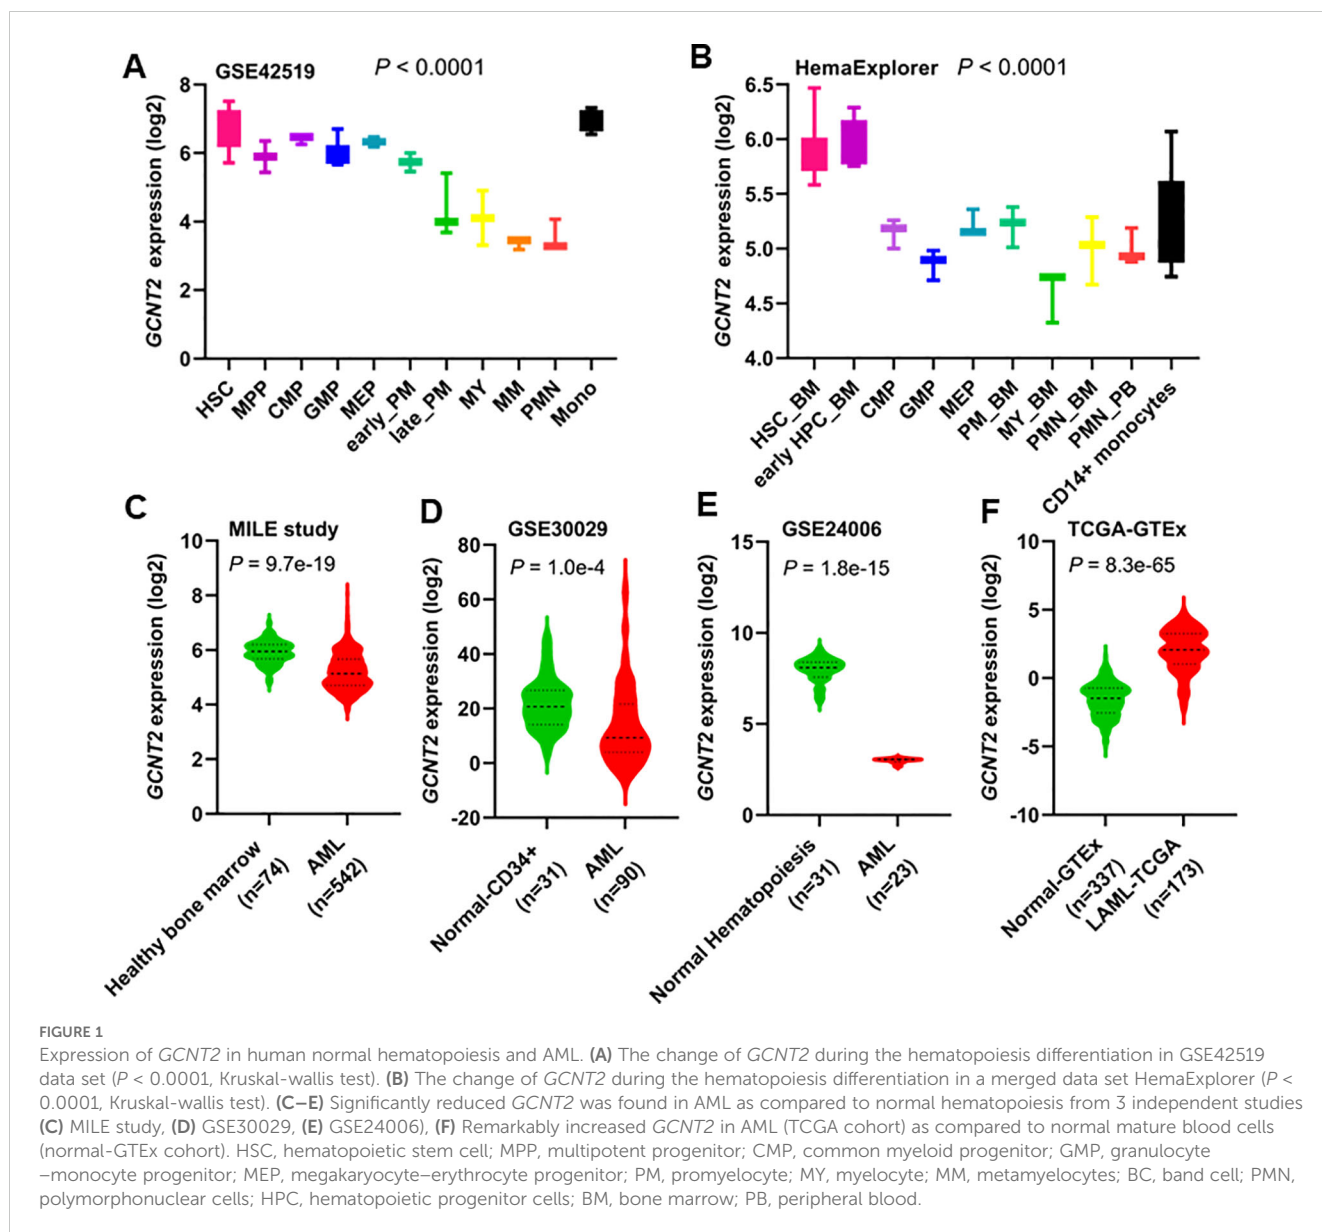 A
GSE42519
P < 0.0001
GCNT2 expression (log2)
8
6
4
2
0
HSC
MPP
CMP
GMP
MEP
early_PM
late_PM
MY
MM
PMN
Mono
B
HemaExplorer
P < 0.0001
GCNT2 expression (log2)
6.5
6.0
5.5
5.0
4.5
4.0
HSC_BM
early HPC_BM
CMP
GMP
MEP
PM_BM
MY_BM
PMN_BM
PMN_PB
CD14+ monocytes
C
MILE study
P = 9.7e-19
GCNT2 expression (log2)
10
8
6
4
2
0
Healthy bone marrow
(n=74)
AML
(n=542)
D
GSE30029
P = 1.0e-4
GCNT2 expression (log2)
80
60
40
20
0
-20
Normal-CD34+
(n=31)
AML
(n=90)
E
GSE24006
P = 1.8e-15
GCNT2 expression (log2)
15
10
5
0
Normal Hematopoiesis
(n=31)
AML
(n=23)
F
TCGA-GTEx
P = 8.3e-65
GCNT2 expression (log2)
10
5
0
-5
-10
Normal-GTEx
(n=337)
LAML-TCGA
(n=173)
FIGURE 1
Expression of GCNT2 in human normal hematopoiesis and AML. (A) The change of GCNT2 during the hematopoiesis differentiation in GSE42519
data set (P < 0.0001, Kruskal-wallis test). (B) The change of GCNT2 during the hematopoiesis differentiation in a merged data set HemaExplorer (P <
0.0001, Kruskal-wallis test). (C–E) Significantly reduced GCNT2 was found in AML as compared to normal hematopoiesis from 3 independent studies
(C) MILE study, (D) GSE30029, (E) GSE24006), (F) Remarkably increased GCNT2 in AML (TCGA cohort) as compared to normal mature blood cells
(normal-GTEx cohort). HSC, hematopoietic stem cell; MPP, multipotent progenitor; CMP, common myeloid progenitor; GMP, granulocyte
–monocyte progenitor; MEP, megakaryocyte–erythrocyte progenitor; PM, promyelocyte; MY, myelocyte; MM, metamyelocytes; BC, band cell; PMN,
polymorphonuclear cells; HPC, hematopoietic progenitor cells; BM, bone marrow; PB, peripheral blood.